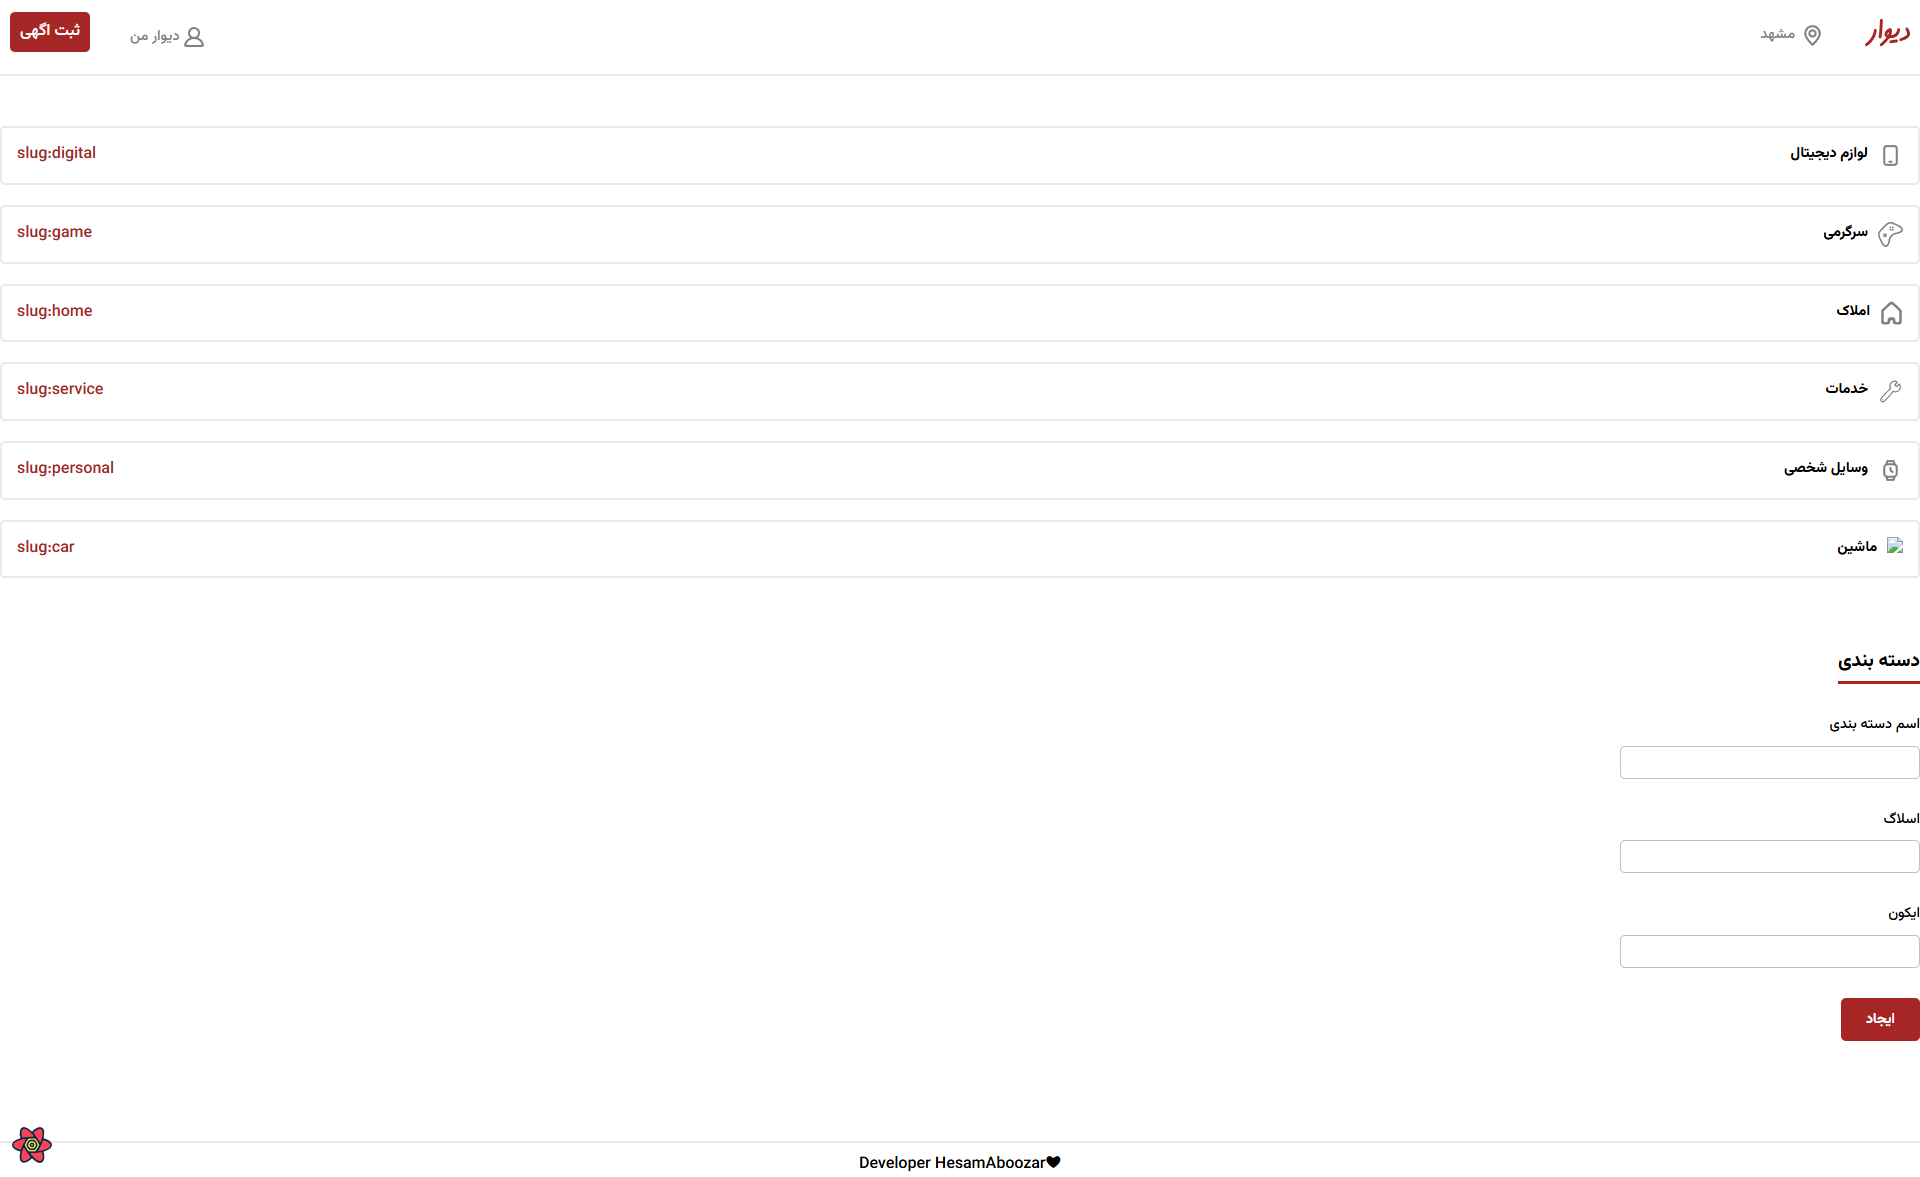 دیوار
مشهد
دیوار من
ثبت آگهی
لوازم دیجیتال
slug:digital
سرگرمی
slug:game
املاک
slug:home
خدمات
slug:service
وسایل شخصی
slug:personal
ماشین
slug:car
دسته بندی
اسم دسته بندی
اسلاگ
ایکون
ایجاد
Developer HesamAboozar♥